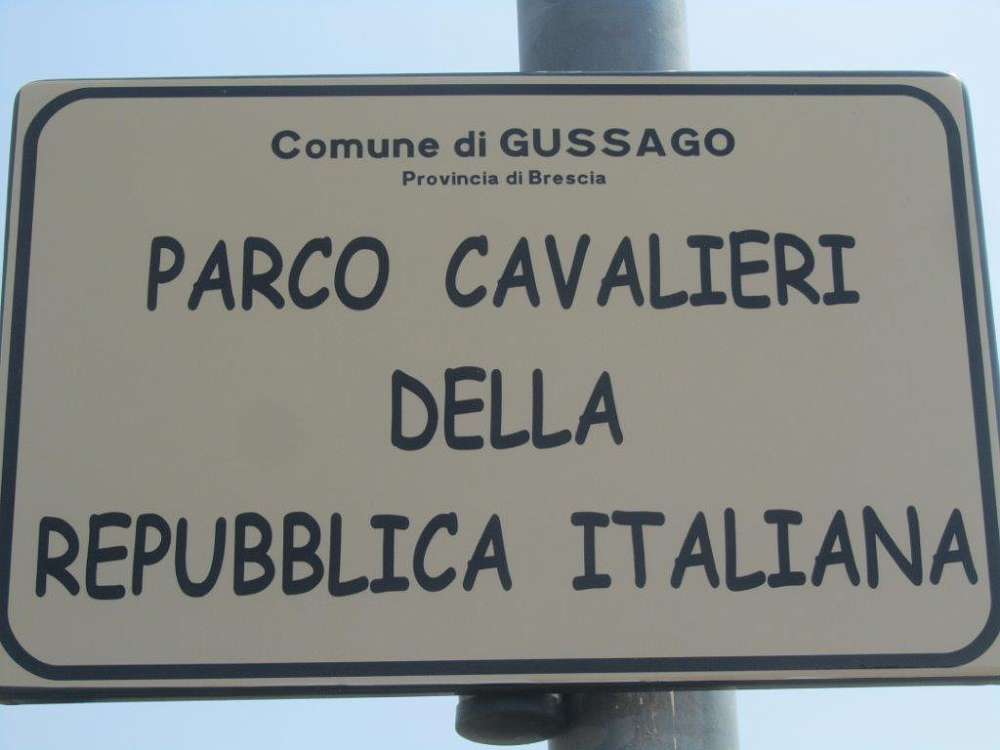 Comune di GUSSAGO
Provincia di Brescia
PARCO CAVALIERI
DELLA
REPUBBLICA ITALIANA